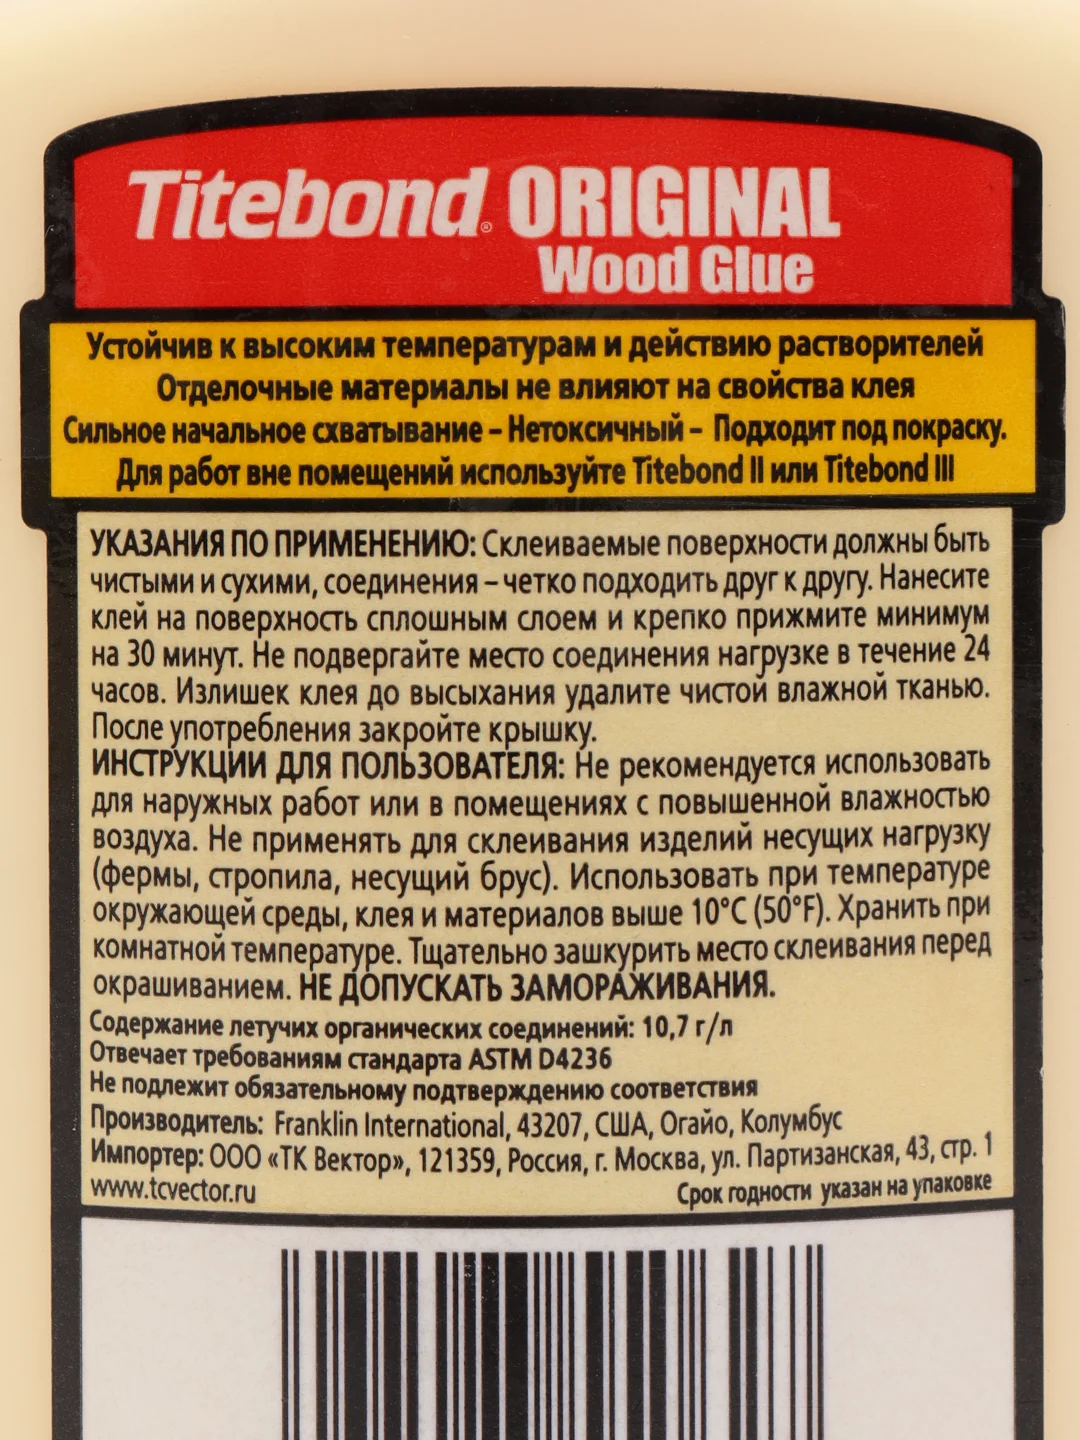 Titebond® ORIGINAL
Wood Glue
Устойчив к высоким температурам и действию растворителей
Отделочные материалы не влияют на свойства клея
Сильное начальное схватывание – Нетоксичный – Подходит под покраску.
Для работ вне помещений используйте Titebond II или Titebond III
УКАЗАНИЯ ПО ПРИМЕНЕНИЮ: Склеиваемые поверхности должны быть
чистыми и сухими, соединения – четко подходить друг к другу. Нанесите
клей на поверхность сплошным слоем и крепко прижмите минимум
на 30 минут. Не подвергайте место соединения нагрузке в течение 24
часов. Излишек клея до высыхания удалите чистой влажной тканью.
После употребления закройте крышку.
ИНСТРУКЦИИ ДЛЯ ПОЛЬЗОВАТЕЛЯ: Не рекомендуется использовать
для наружных работ или в помещениях с повышенной влажностью
воздуха. Не применять для склеивания изделий несущих нагрузку
(фермы, стропила, несущий брус). Использовать при температуре
окружающей среды, клея и материалов выше 10°C (50°F). Хранить при
комнатной температуре. Тщательно зашкурить место склеивания перед
окрашиванием. НЕ ДОПУСКАТЬ ЗАМОРАЖИВАНИЯ.
Содержание летучих органических соединений: 10,7 г/л
Отвечает требованиям стандарта ASTM D4236
Не подлежит обязательному подтверждению соответствия
Производитель: Franklin International, 43207, США, Огайо, Колумбус
Импортер: ООО «ТК Вектор», 121359, Россия, г. Москва, ул. Партизанская, 43, стр. 1
www.tcvector.ru Срок годности указан на упаковке